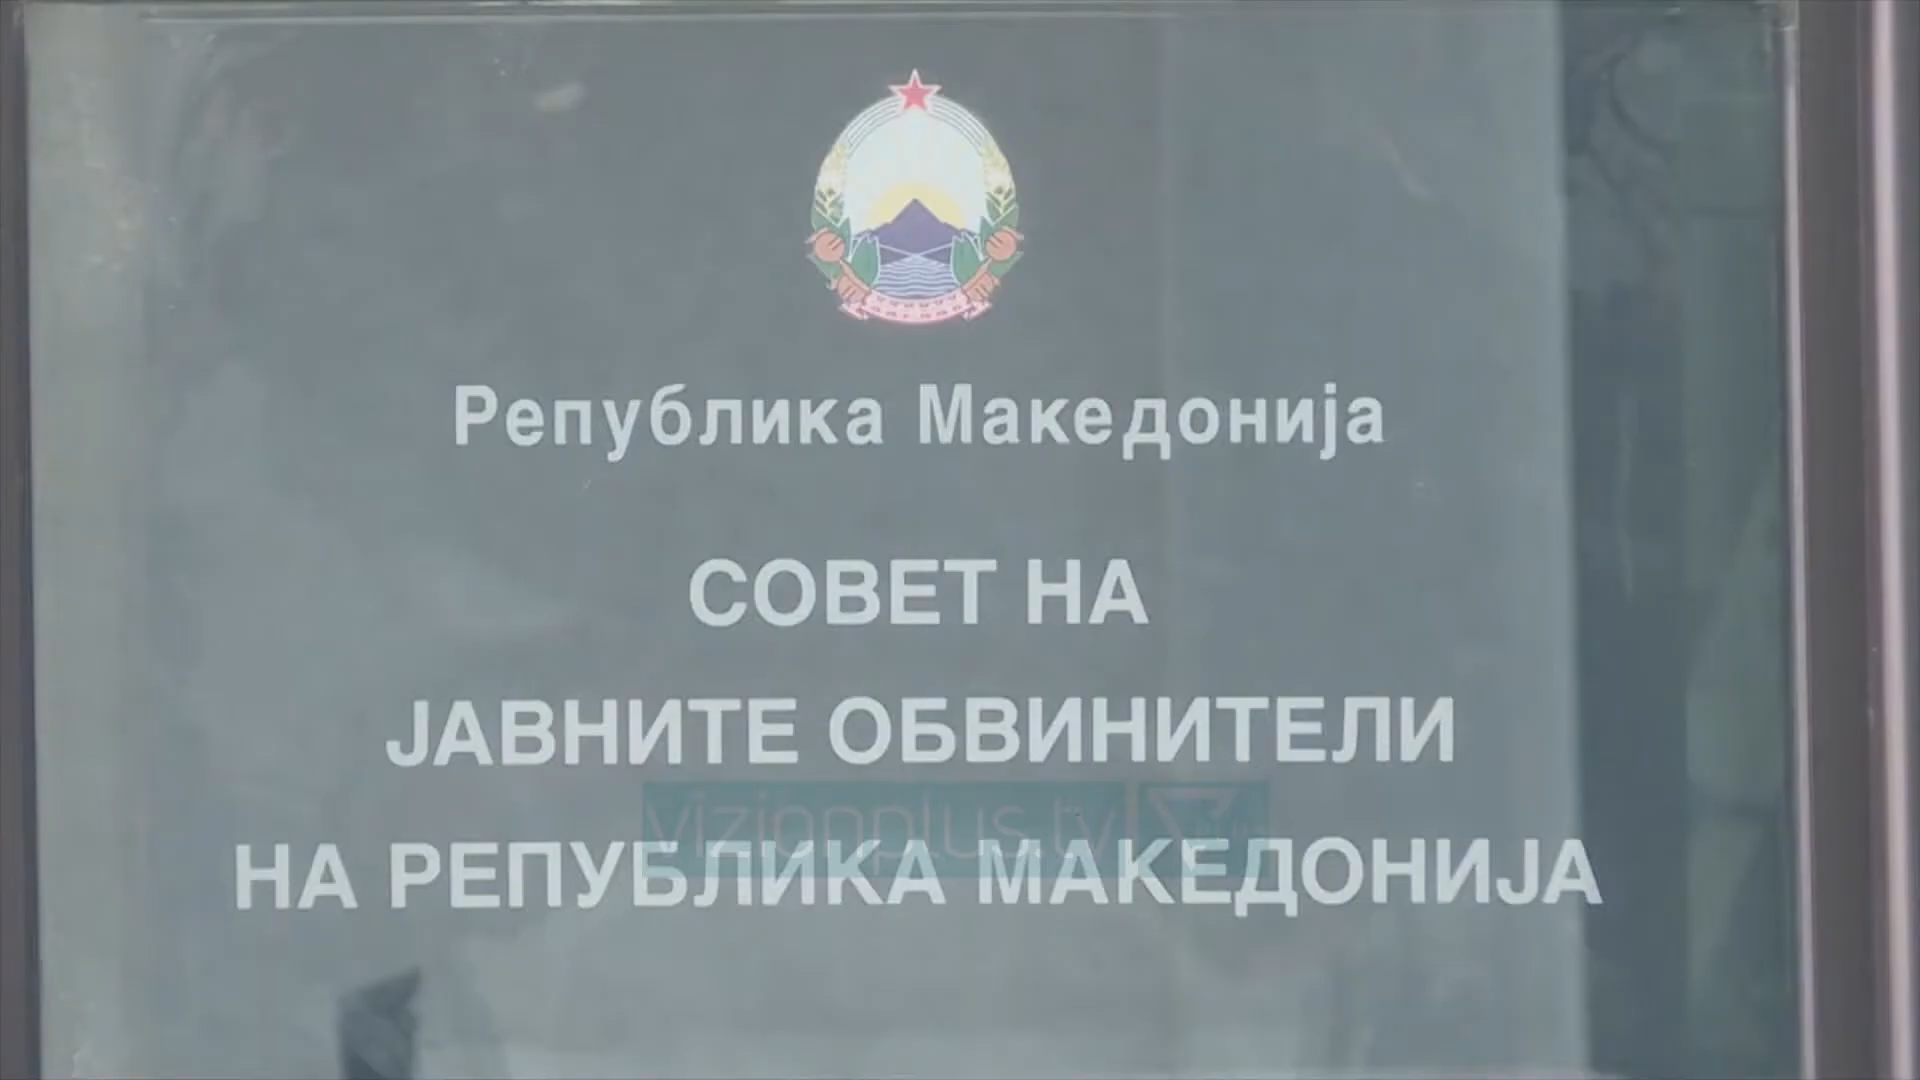 Република Македонија
СОВЕТ НА
ЈАВНИТЕ ОБВИНИТЕЛИ
vizionplus.tv
НА РЕПУБЛИКА МАКЕДОНИЈА